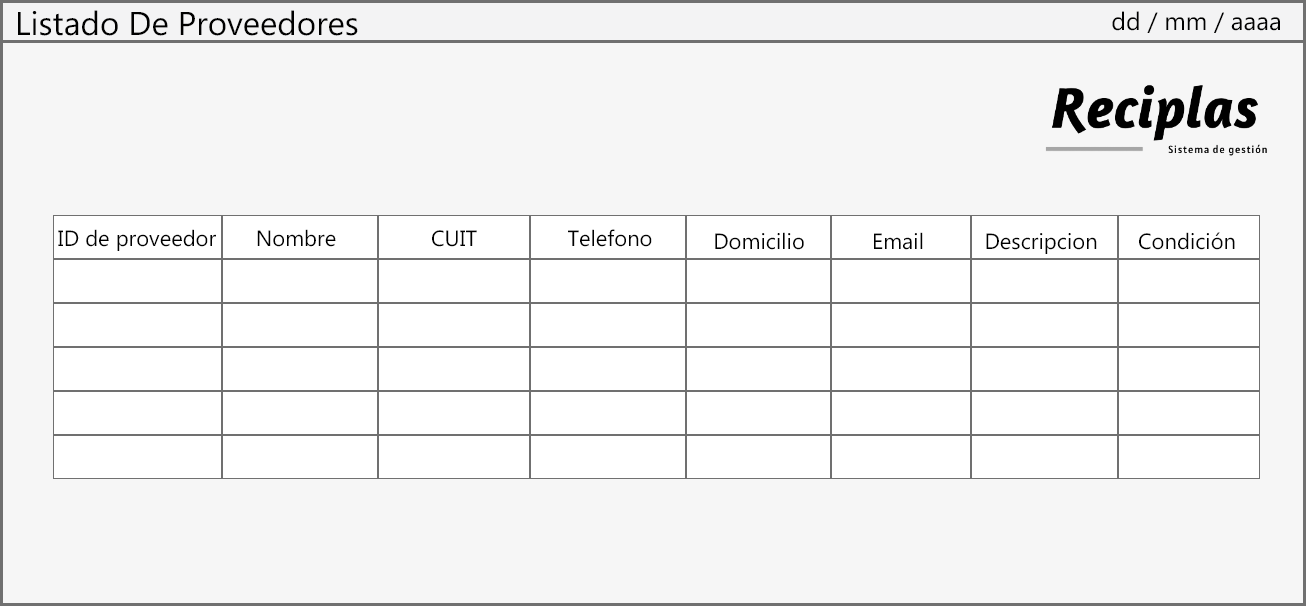 Listado De Proveedores dd / mm / aaaa
Reciplas
Sistema de gestión
ID de proveedor Nombre CUIT Telefono Domicilio Email Descripcion Condición